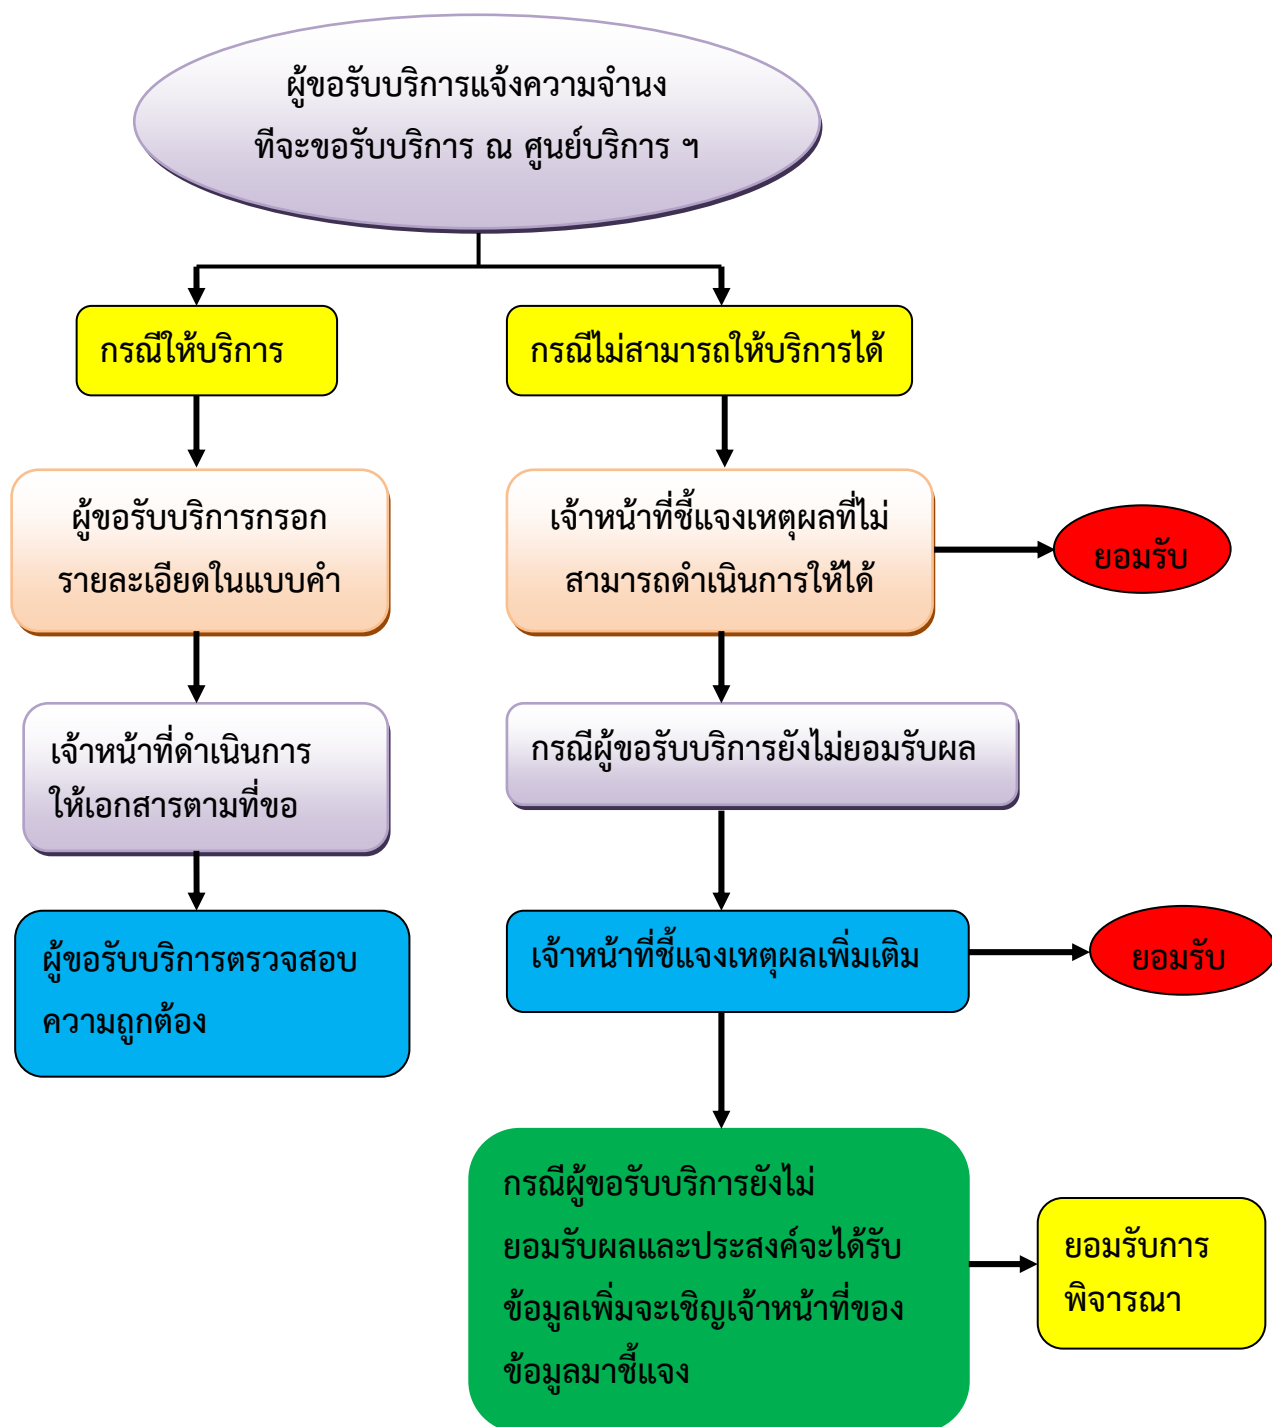 ผู้ขอรับบริการแจ้งความจำนง
ทีจะขอรับบริการ ณ ศูนย์บริการ ฯ
กรณีให้บริการ
กรณีไม่สามารถให้บริการได้
ผู้ขอรับบริการกรอก
รายละเอียดในแบบคำ
เจ้าหน้าที่ชี้แจงเหตุผลที่ไม่
สามารถดำเนินการให้ได้
ยอมรับ
เจ้าหน้าที่ดำเนินการ
ให้เอกสารตามที่ขอ
กรณีผู้ขอรับบริการยังไม่ยอมรับผล
ผู้ขอรับบริการตรวจสอบ
ความถูกต้อง
เจ้าหน้าที่ชี้แจงเหตุผลเพิ่มเติม
ยอมรับ
กรณีผู้ขอรับบริการยังไม่
ยอมรับผลและประสงค์จะได้รับ
ข้อมูลเพิ่มจะเชิญเจ้าหน้าที่ของ
ข้อมูลมาชี้แจง
ยอมรับการ
พิจารณา